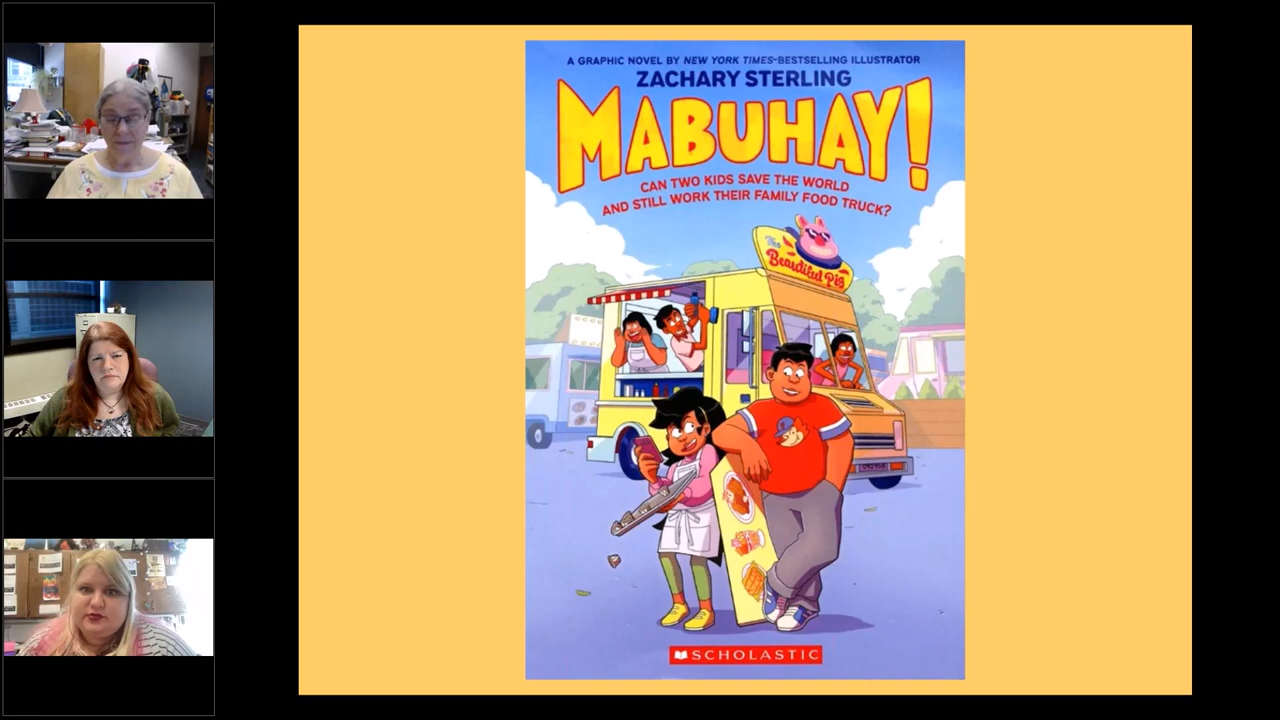 A GRAPHIC NOVEL BY NEW YORK TIMES-BESTSELLING ILLUSTRATOR
ZACHARY STERLING
MABUHAY!
CAN TWO KIDS SAVE THE WORLD
AND STILL WORK THEIR FAMILY FOOD TRUCK?
The
Beautiful Pig
SCHOLASTIC